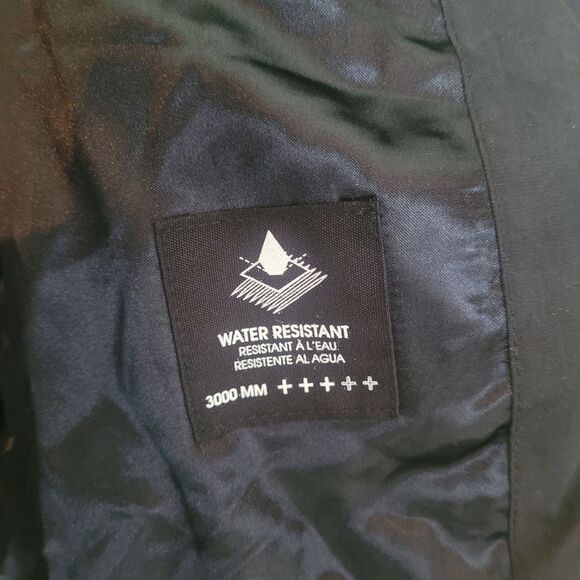 WATER RESISTANT
RESISTANT À L'EAU
RESISTENTE AL AGUA
3000 MM +++++